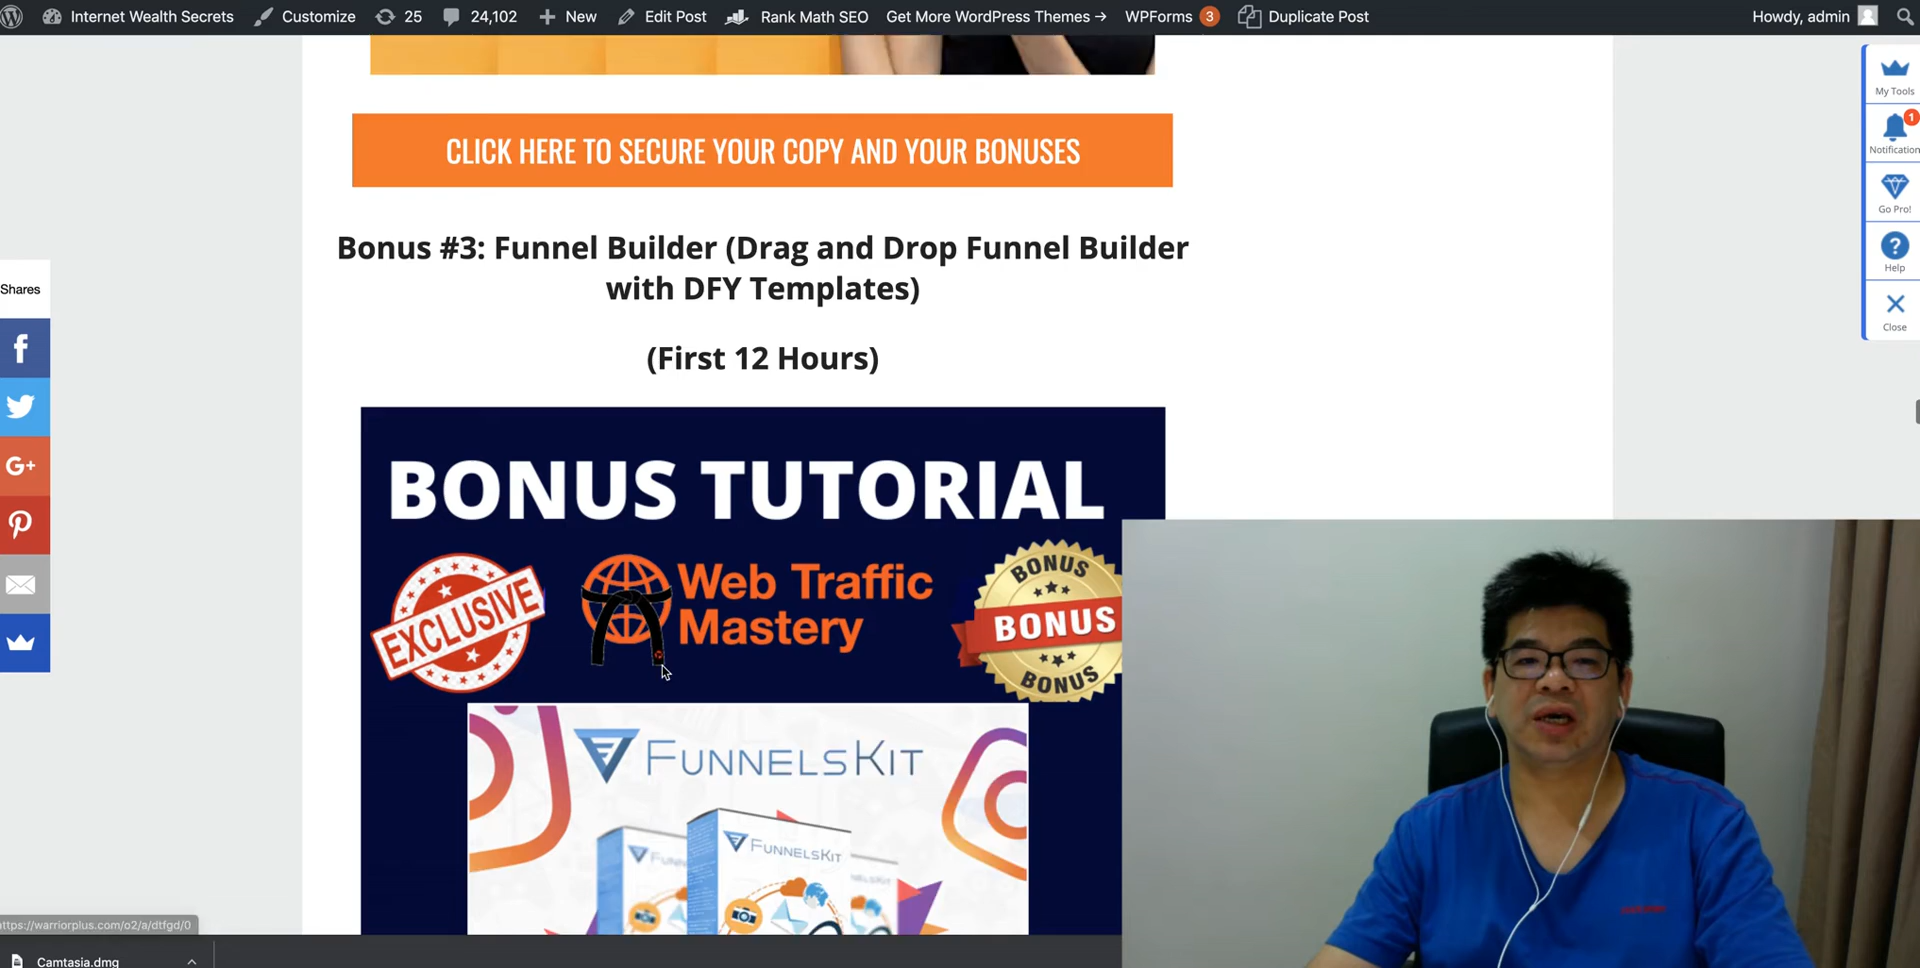 Internet Wealth Secrets Customize 25 24,102 New Edit Post Rank Math SEO Get More WordPress Themes → WPForms 3 Duplicate Post Howdy, admin
My Tools
1
Notification
Go Pro!
Help
Close
CLICK HERE TO SECURE YOUR COPY AND YOUR BONUSES
Bonus #3: Funnel Builder (Drag and Drop Funnel Builder
with DFY Templates)
(First 12 Hours)
Shares
f
G+
BONUS TUTORIAL
EXCLUSIVE
Web Traffic
Mastery
BONUS
BONUS
BONUS
FUNNELSKIT
FUNNELSKIT
https://warriorplus.com/o2/a/dtfgd/0
Camtasia.dmg